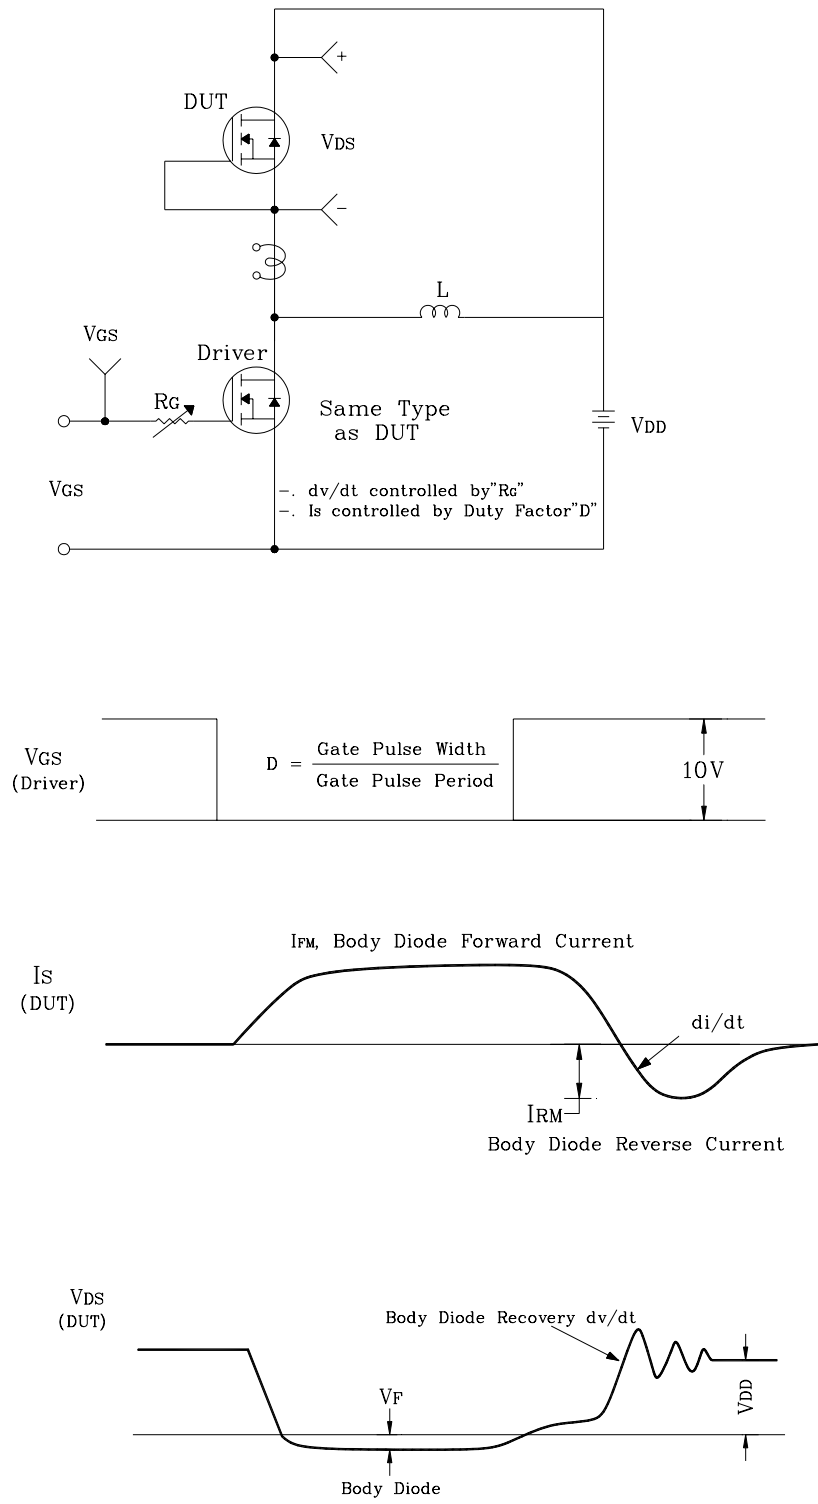 +
DUT
VDS
−
L
VGS
Driver
RG
Same Type
as DUT
VDD
VGS
−. dv/dt controlled by"RG"
−. Is controlled by Duty Factor"D"
VGS
(Driver)
D = Gate Pulse Width
Gate Pulse Period
10V
IFM, Body Diode Forward Current
IS
(DUT)
di/dt
IRM
Body Diode Reverse Current
VDS
(DUT)
Body Diode Recovery dv/dt
VF
VDD
Body Diode